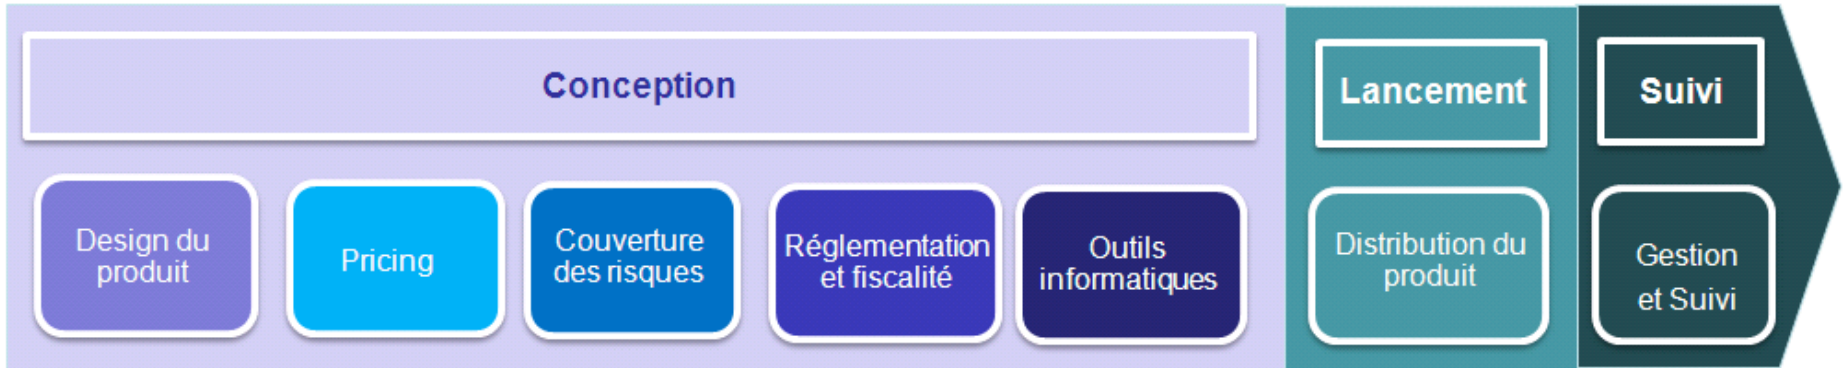 Conception
Lancement
Suivi
Design du
produit
Pricing
Couverture
des risques
Réglementation
et fiscalité
Outils
informatiques
Distribution du
produit
Gestion
et Suivi